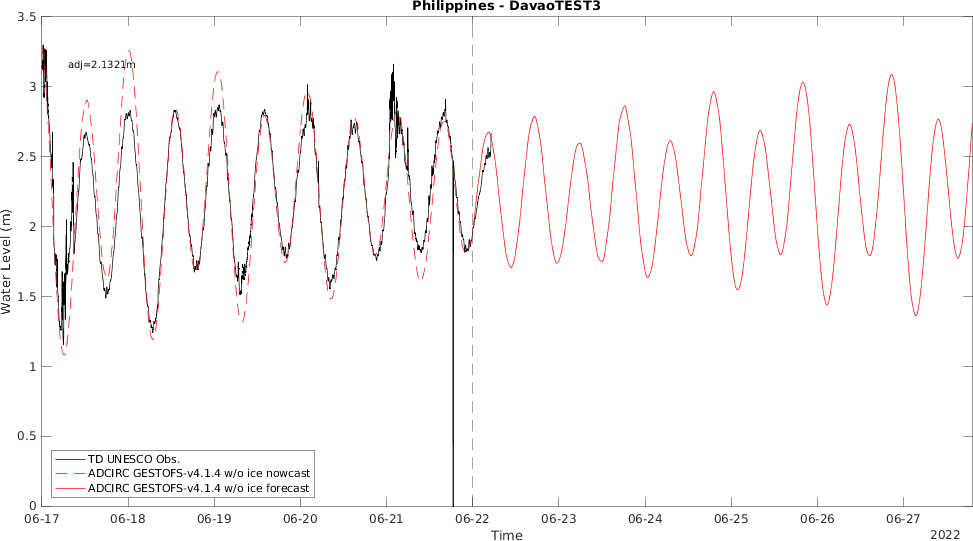 Philippines - DavaoTEST3
adj=2.1321m
3.5
3
2.5
2
1.5
1
0.5
0
Water Level (m)
TD UNESCO Obs.
ADCIRC GESTOFS-v4.1.4 w/o ice nowcast
ADCIRC GESTOFS-v4.1.4 w/o ice forecast
06-17 06-18 06-19 06-20 06-21 06-22 06-23 06-24 06-25 06-26 06-27
Time
2022